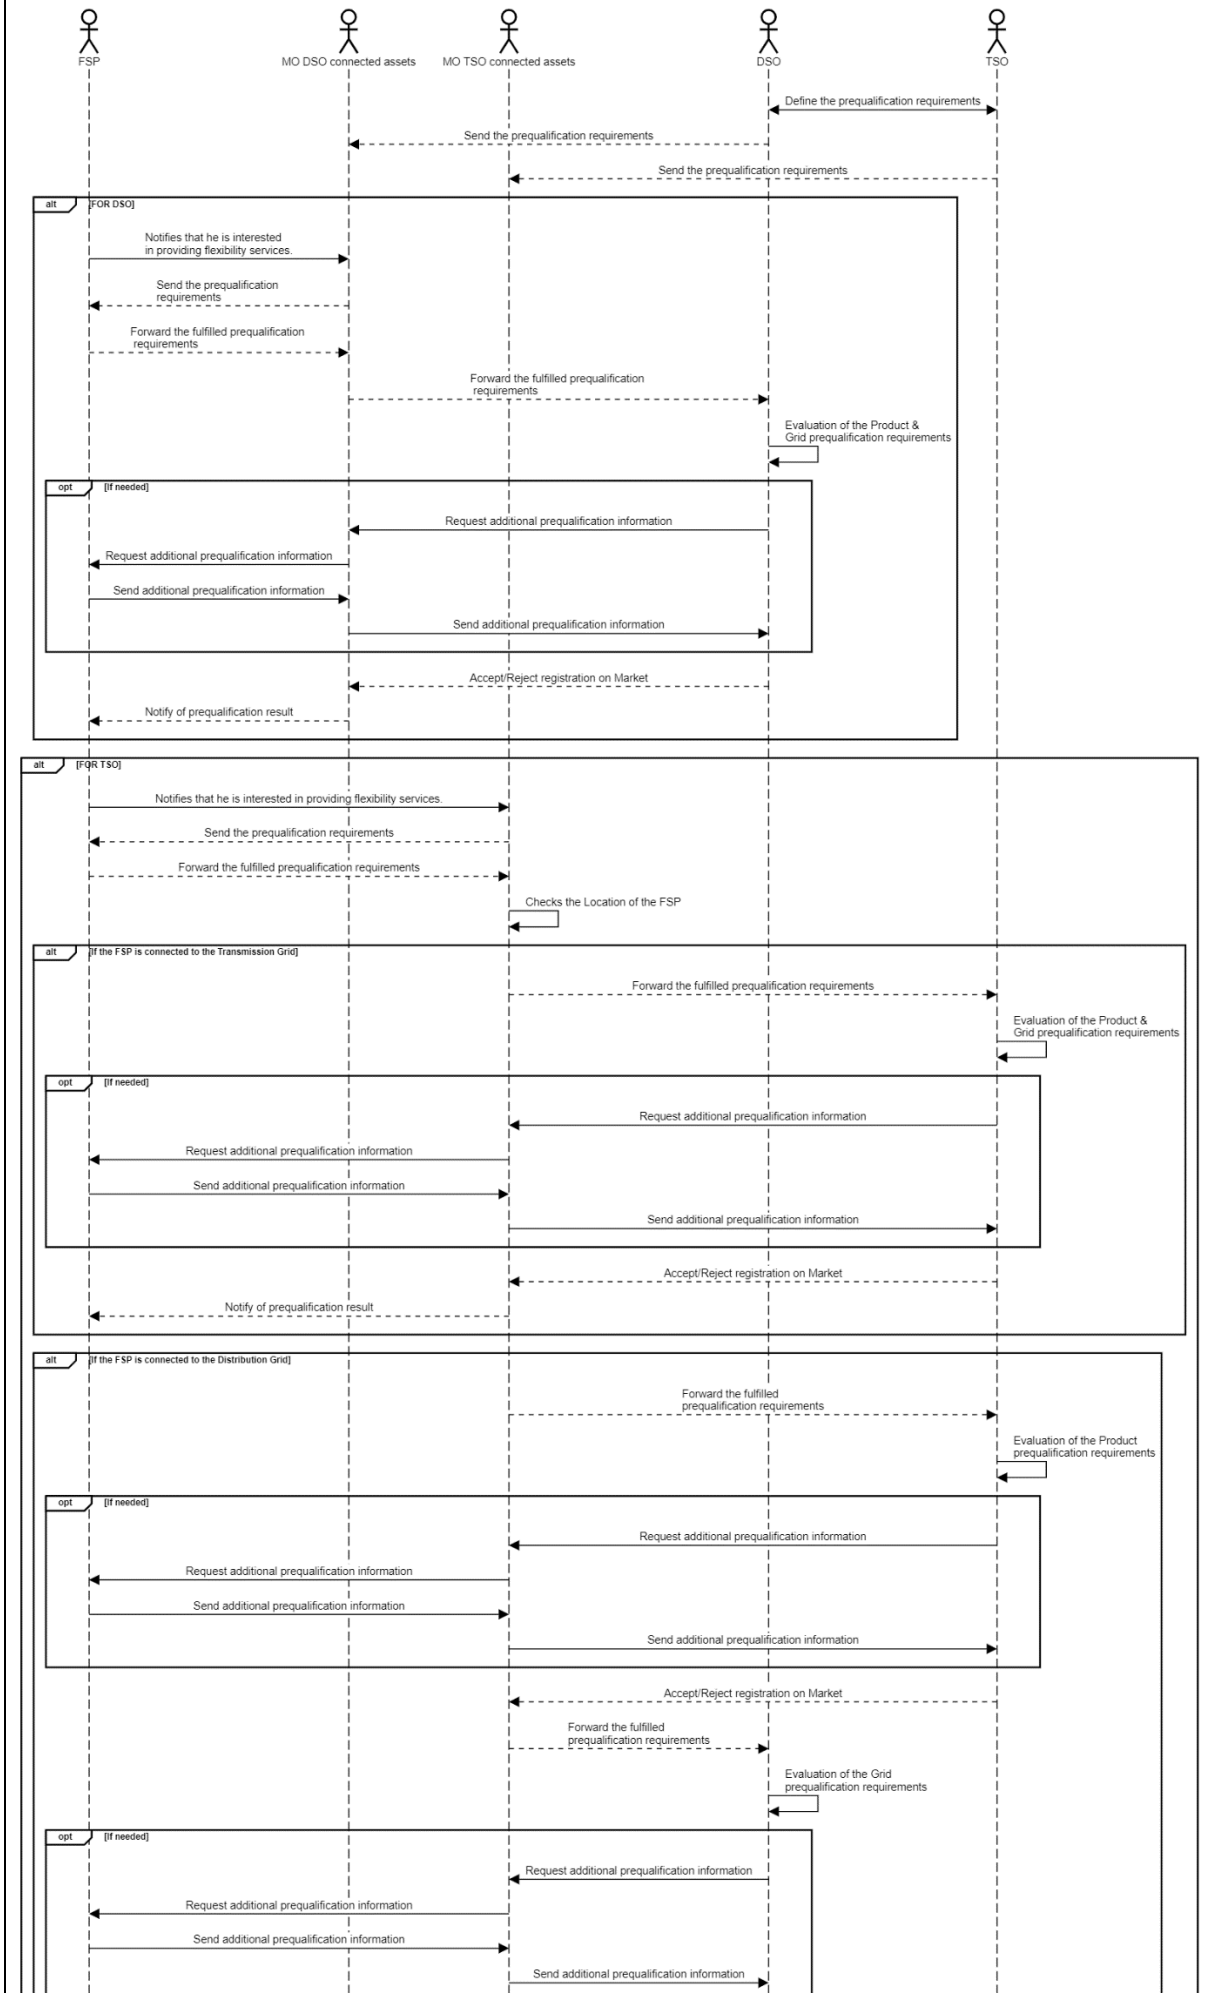 FSP
MO DSO connected assets
MO TSO connected assets
DSO
TSO
Define the prequalification requirements
Send the prequalification requirements
Send the prequalification requirements
alt
[FOR DSO]
Notifies that he is interested
in providing flexibility services.
Send the prequalification
requirements
Forward the fulfilled prequalification
requirements
Forward the fulfilled prequalification
requirements
Evaluation of the Product &
Grid prequalification requirements
opt
[If needed]
Request additional prequalification information
Request additional prequalification information
Send additional prequalification information
Send additional prequalification information
Accept/Reject registration on Market
Notify of prequalification result
alt
[FOR TSO]
Notifies that he is interested in providing flexibility services.
Send the prequalification requirements
Forward the fulfilled prequalification requirements
Checks the Location of the FSP
alt
[If the FSP is connected to the Transmission Grid]
Forward the fulfilled prequalification requirements
Evaluation of the Product &
Grid prequalification requirements
opt
[If needed]
Request additional prequalification information
Request additional prequalification information
Send additional prequalification information
Send additional prequalification information
Accept/Reject registration on Market
Notify of prequalification result
alt
[If the FSP is connected to the Distribution Grid]
Forward the fulfilled
prequalification requirements
Evaluation of the Product
prequalification requirements
opt
[If needed]
Request additional prequalification information
Request additional prequalification information
Send additional prequalification information
Send additional prequalification information
Accept/Reject registration on Market
Forward the fulfilled
prequalification requirements
Evaluation of the Grid
prequalification requirements
opt
[If needed]
Request additional prequalification information
Request additional prequalification information
Send additional prequalification information
Send additional prequalification information